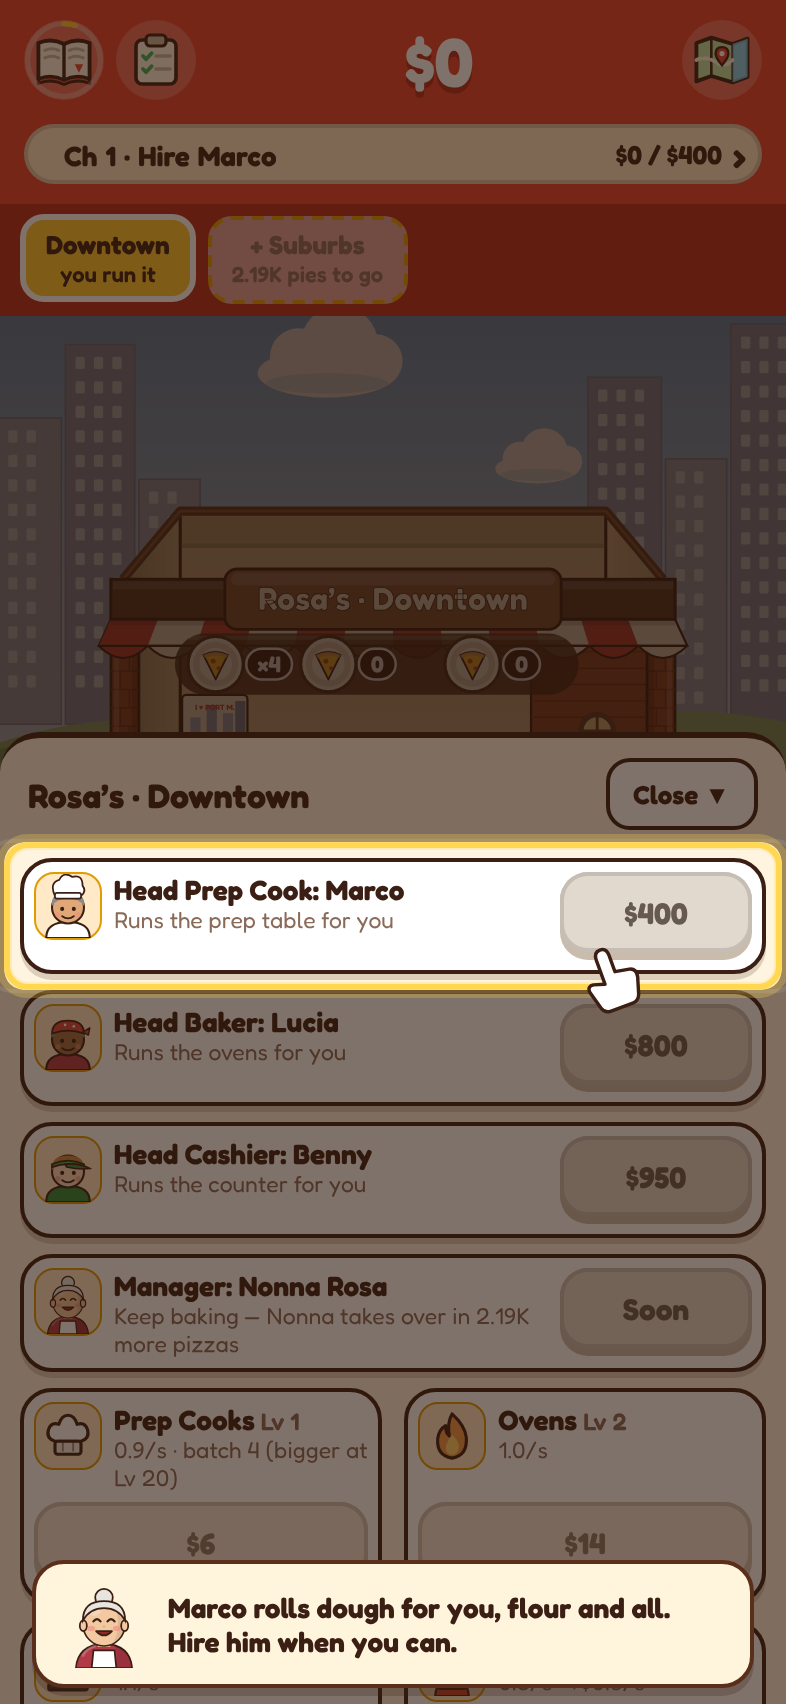 $0
Ch 1 · Hire Marco
$0 / $400 >
Downtown
you run it
+ Suburbs
2.19K pies to go
Rosa's · Downtown
x4
0
0
Rosa's · Downtown
Close ▼
Head Prep Cook: Marco
Runs the prep table for you
$400
Head Baker: Lucia
Runs the ovens for you
$800
Head Cashier: Benny
Runs the counter for you
$950
Manager: Nonna Rosa
Keep baking — Nonna takes over in 2.19K
more pizzas
Soon
Prep Cooks Lv 1
0.9/s · batch 4 (bigger at
Lv 20)
$6
Ovens Lv 2
1.0/s
$14
Marco rolls dough for you, flour and all.
Hire him when you can.